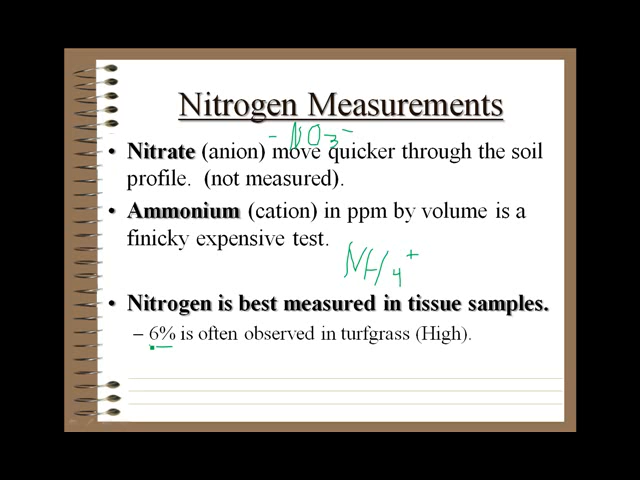 Nitrogen Measurements
- NO3-
• Nitrate (anion) move quicker through the soil
profile. (not measured).
• Ammonium (cation) in ppm by volume is a
finicky expensive test.
NH4+
• Nitrogen is best measured in tissue samples.
– 6% is often observed in turfgrass (High).